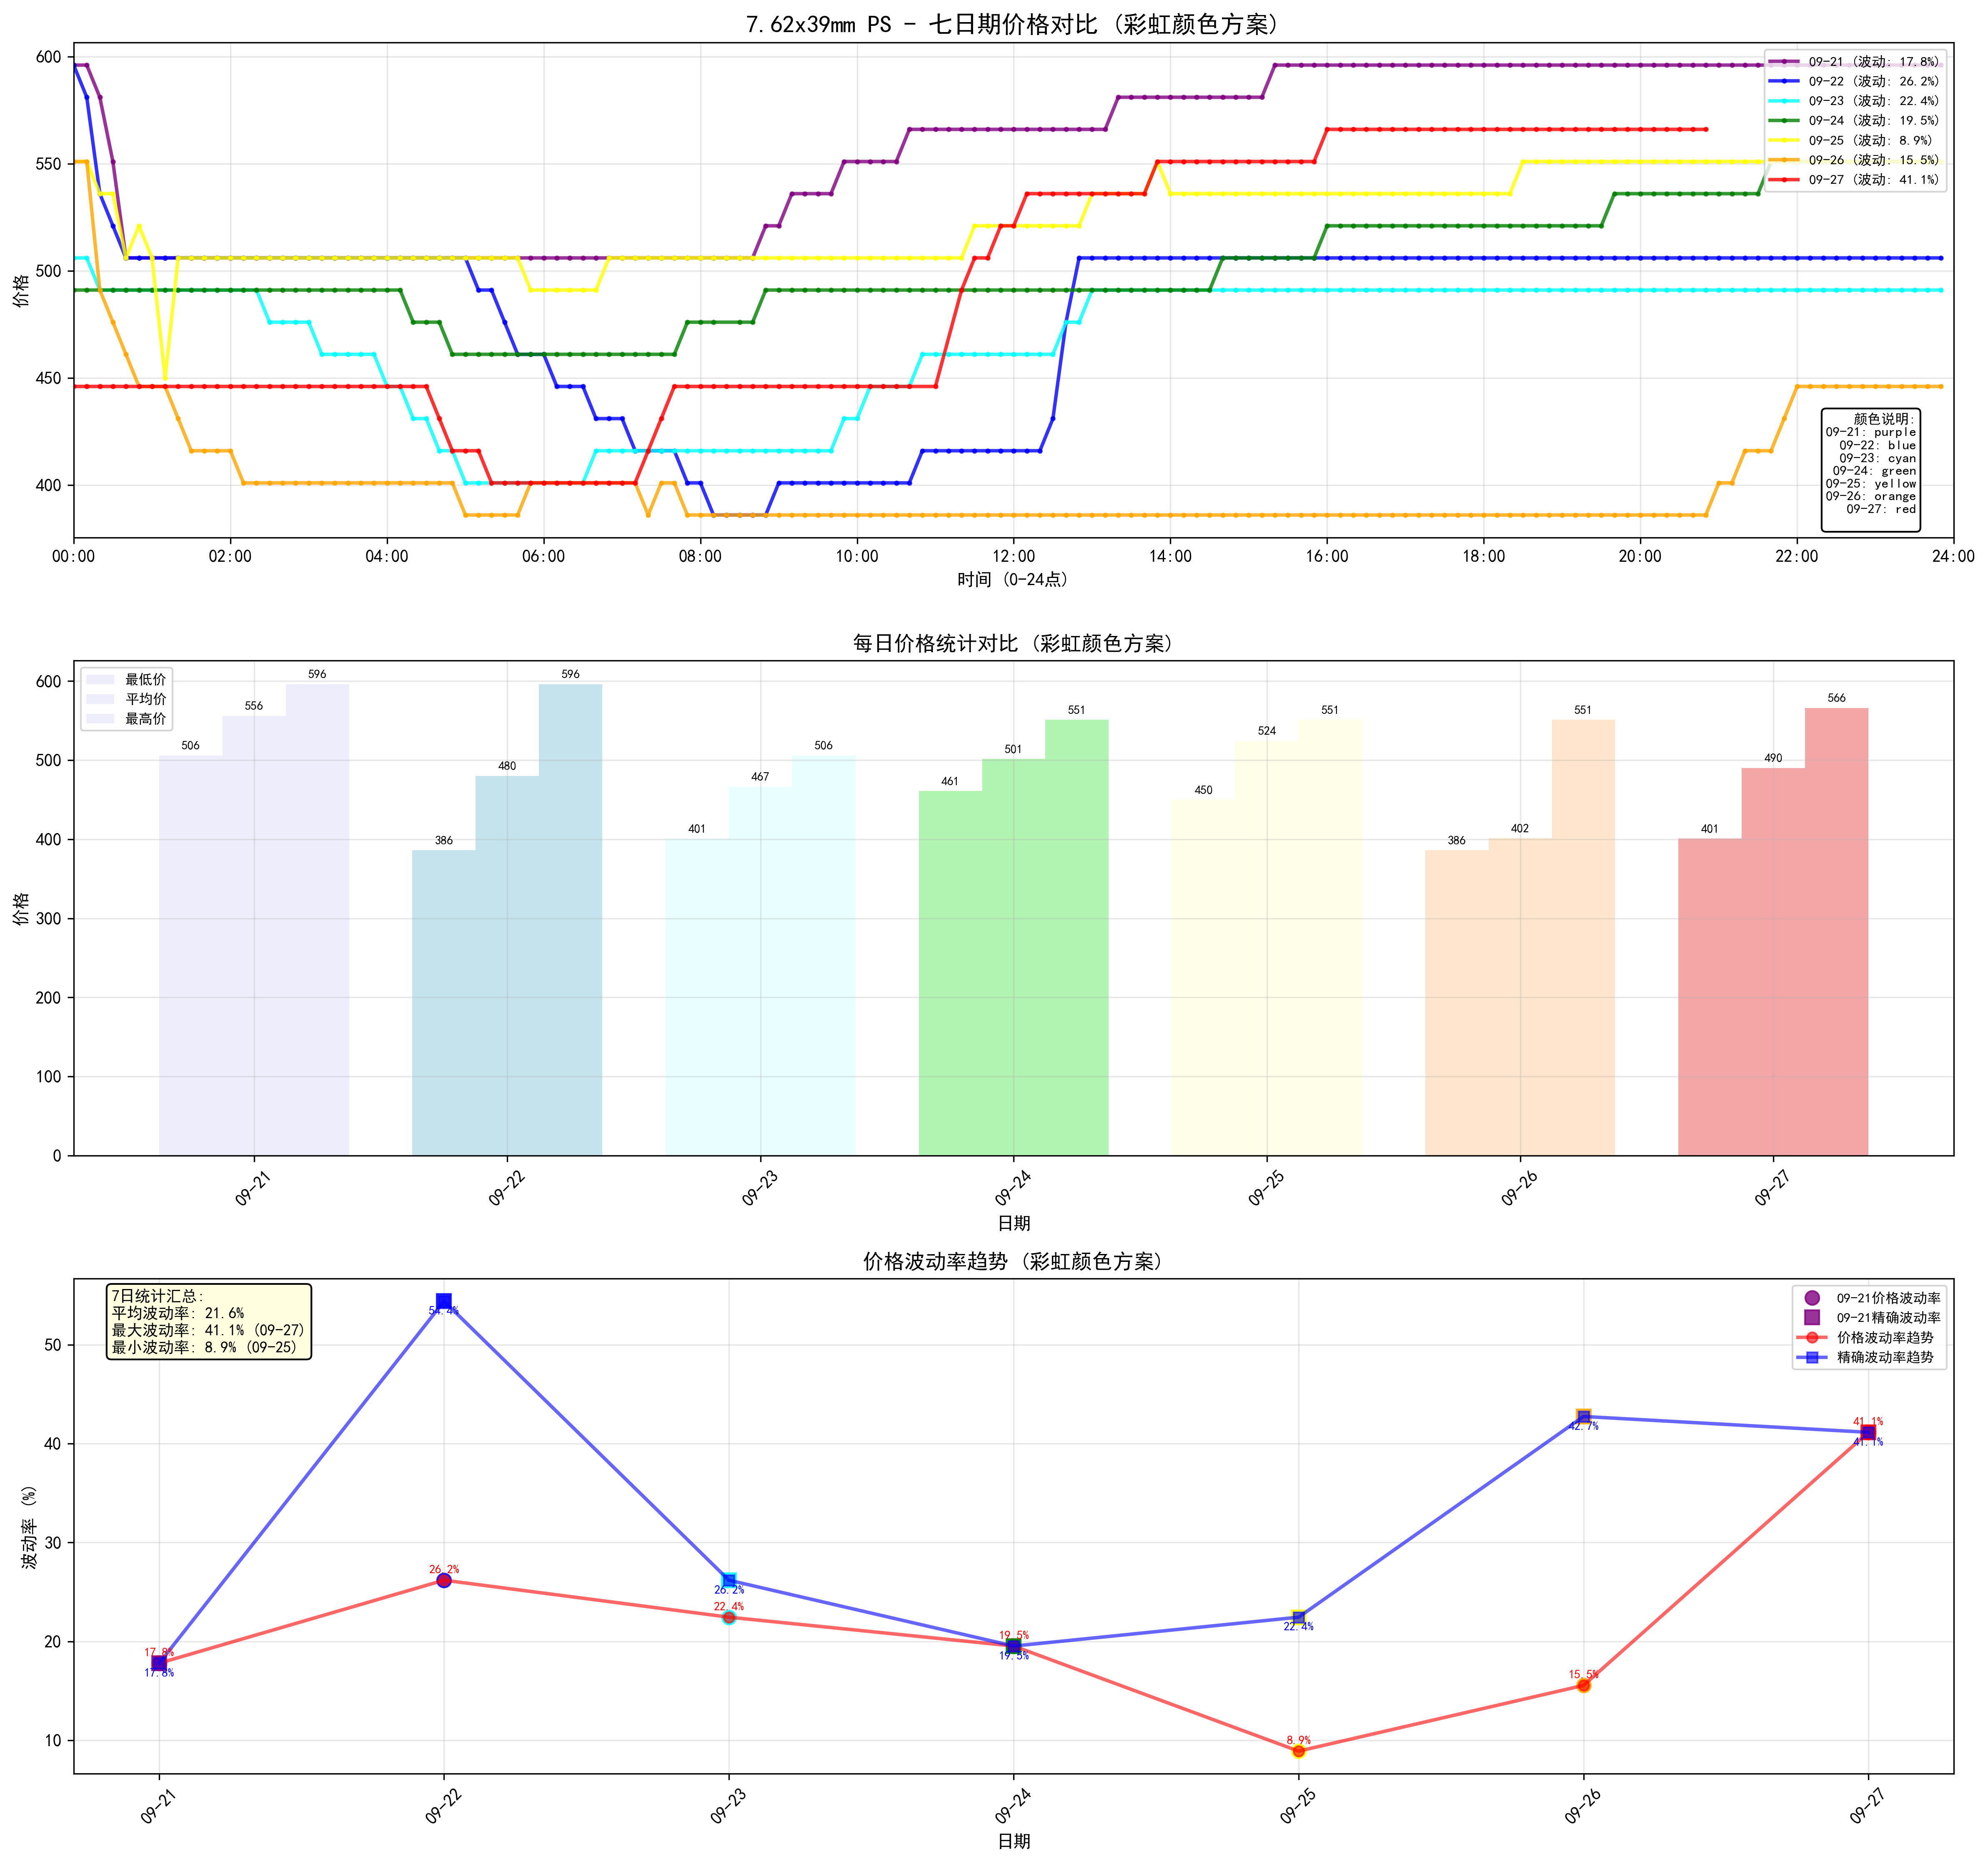 7.62x39mm PS - 七日期价格对比 (彩虹颜色方案)
价格
600
550
500
450
400
09-21 (波动: 17.8%)
09-22 (波动: 26.2%)
09-23 (波动: 22.4%)
09-24 (波动: 19.5%)
09-25 (波动: 8.9%)
09-26 (波动: 15.5%)
09-27 (波动: 41.1%)
颜色说明:
09-21: purple
09-22: blue
09-23: cyan
09-24: green
09-25: yellow
09-26: orange
09-27: red
00:00 02:00 04:00 06:00 08:00 10:00 12:00 14:00 16:00 18:00 20:00 22:00 24:00
时间 (0-24点)
每日价格统计对比 (彩虹颜色方案)
价格
600
500
400
300
200
100
0
最低价
平均价
最高价
506 556 596
386 480 596
401 467 506
461 501 551
450 524 551
386 402 551
401 490 566
09-21 09-22 09-23 09-24 09-25 09-26 09-27
日期
价格波动率趋势 (彩虹颜色方案)
波动率 (%)
50
40
30
20
10
7日统计汇总:
平均波动率: 21.6%
最大波动率: 41.1% (09-27)
最小波动率: 8.9% (09-25)
09-21价格波动率
09-21精确波动率
价格波动率趋势
精确波动率趋势
17.8%
17.8%
54.4%
26.2%
26.2%
22.4%
19.5%
19.5%
22.4%
8.9%
42.7%
15.5%
41.1%
41.1%
09-21 09-22 09-23 09-24 09-25 09-26 09-27
日期